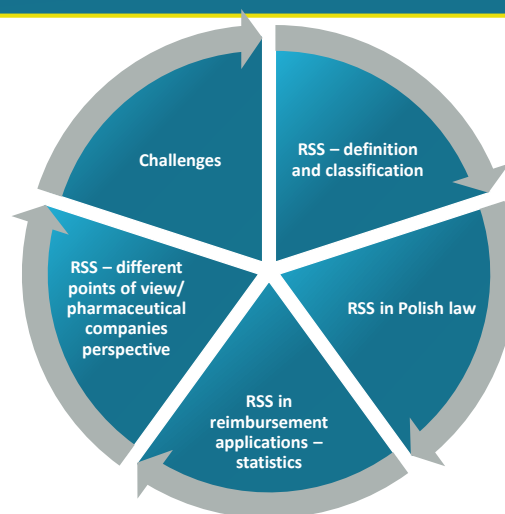 RSS – definition
and classification
RSS in Polish law
RSS in
reimbursement
applications –
statistics
RSS – different
points of view/
pharmaceutical
companies
perspective
Challenges